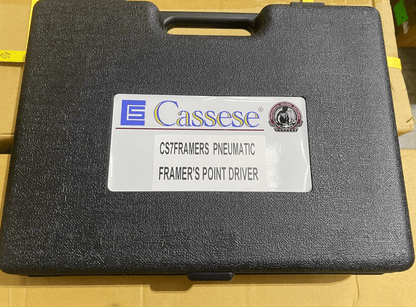 Cassese®
CS7FRAMERS PNEUMATIC
FRAMER'S POINT DRIVER